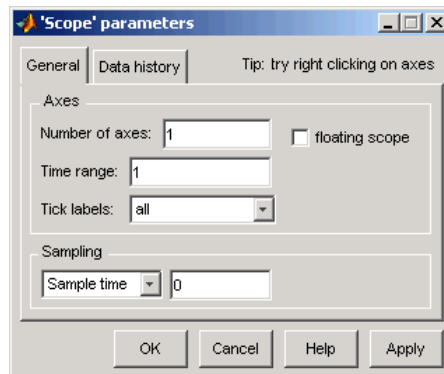 'Scope' parameters
General Data history Tip: try right clicking on axes
Axes
Number of axes: 1 floating scope
Time range: 1
Tick labels: all
Sampling
Sample time 0
OK Cancel Help Apply